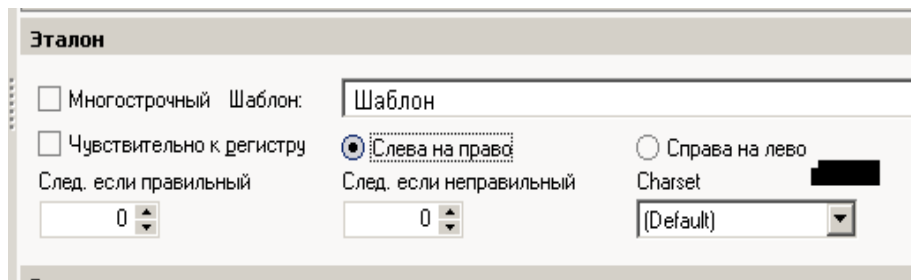 Эталон
Многострочный Шаблон: Шаблон
Чувствительно к регистру Слева на право Справа на лево
След. если правильный След. если неправильный Charset
0 0 (Default)